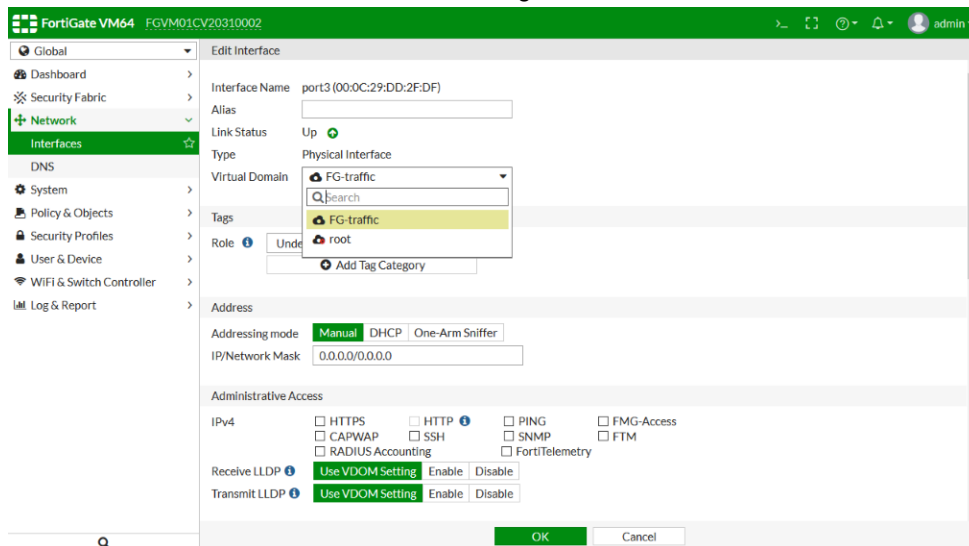 FortiGate VM64 FGVM01CV20310002 >_ admin
Global
Edit Interface
Dashboard
Security Fabric
Network
Interfaces
DNS
System
Policy & Objects
Security Profiles
User & Device
WiFi & Switch Controller
Log & Report
Interface Name port3 (00:0C:29:DD:2F:DF)
Alias
Link Status Up
Type Physical Interface
Virtual Domain FG-traffic
Search
FG-traffic
root
Tags
Role Unde
Add Tag Category
Address
Addressing mode Manual DHCP One-Arm Sniffer
IP/Network Mask 0.0.0.0/0.0.0.0
Administrative Access
IPv4 HTTPS HTTP PING FMG-Access
CAPWAP SSH SNMP FTM
RADIUS Accounting FortiTelemetry
Receive LLDP Use VDOM Setting Enable Disable
Transmit LLDP Use VDOM Setting Enable Disable
OK Cancel